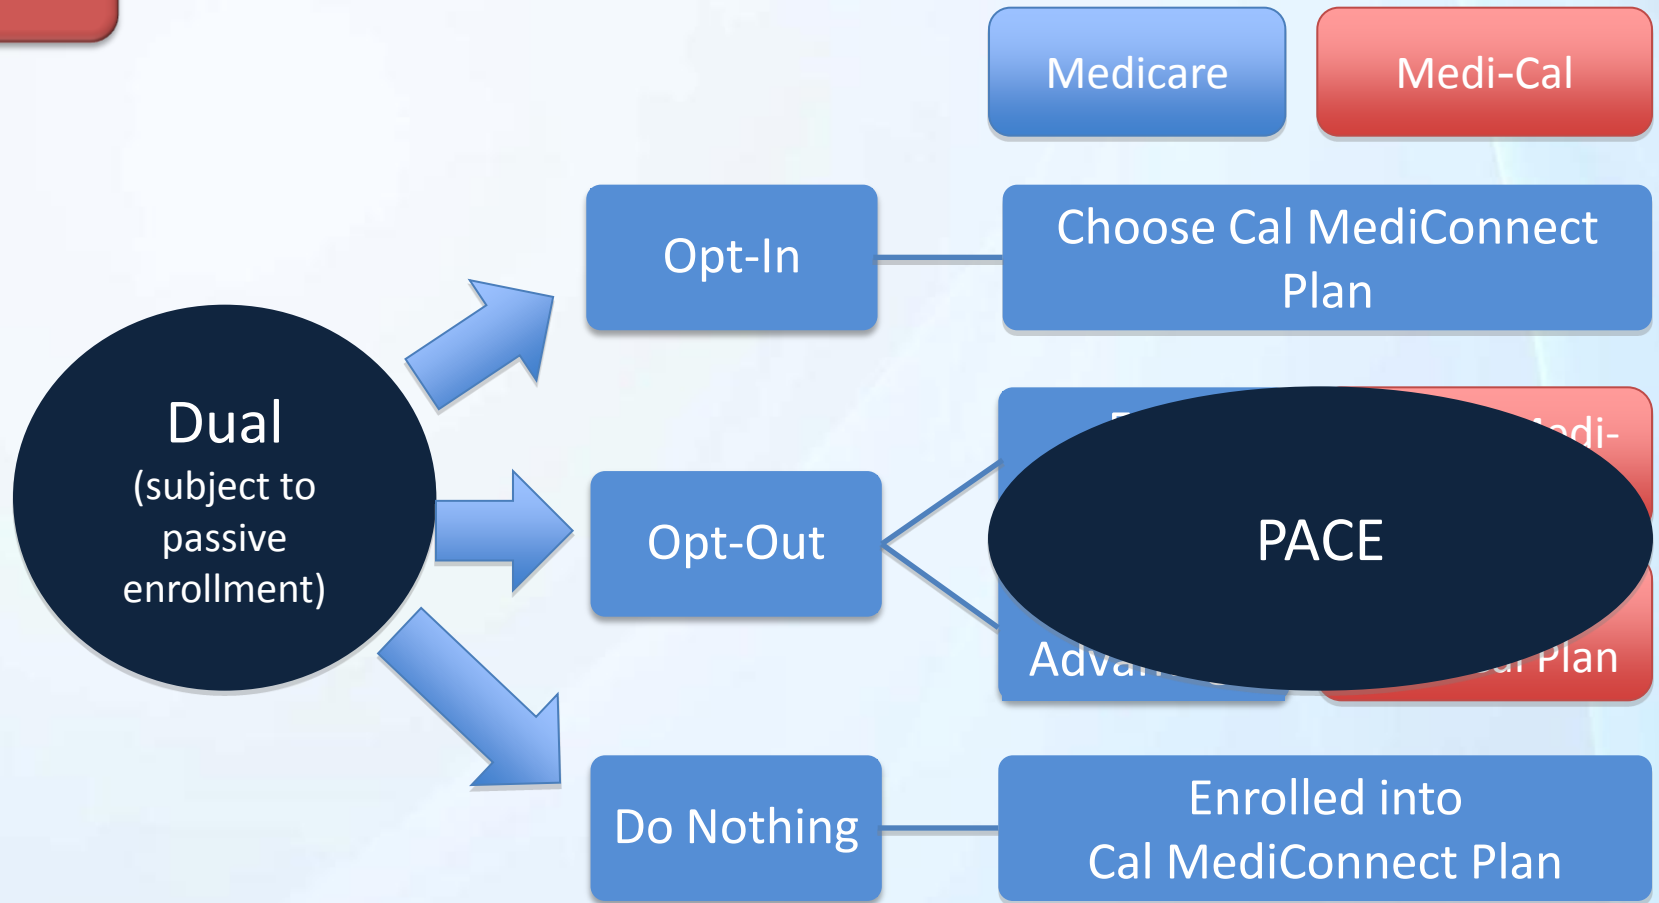 Medicare
Medi-Cal
Opt-In
Choose Cal MediConnect
Plan
Dual
(subject to
passive
enrollment)
Opt-Out
PACE
Plan
Do Nothing
Enrolled into
Cal MediConnect Plan